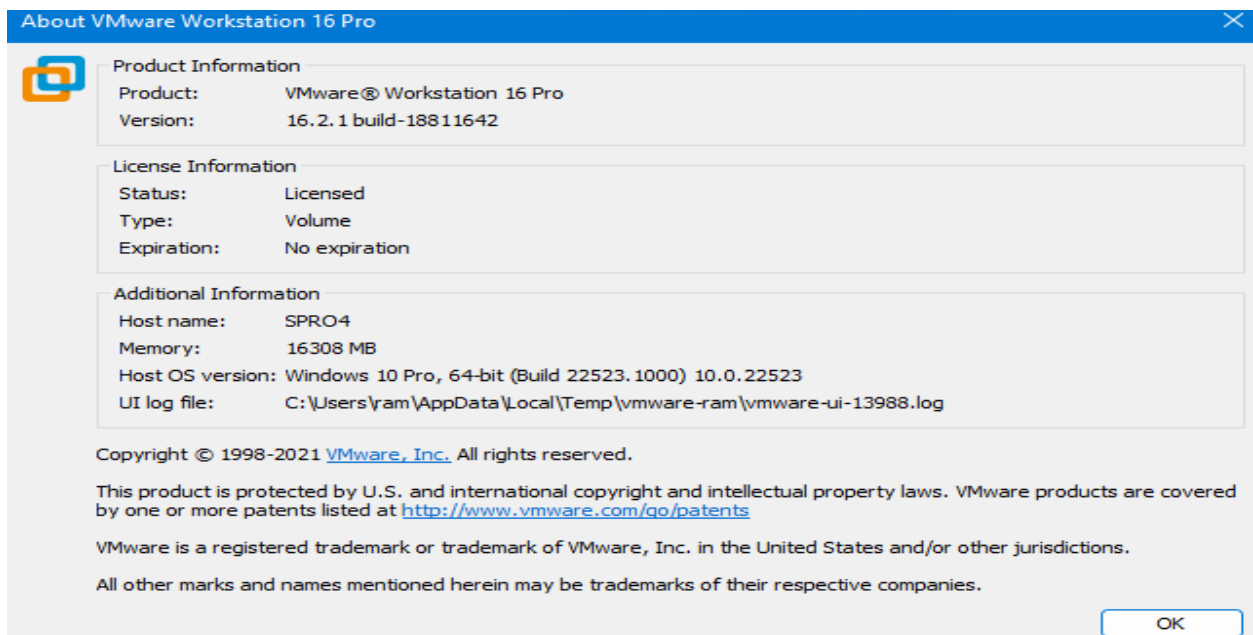 About VMware Workstation 16 Pro
Product Information
Product: VMware® Workstation 16 Pro
Version: 16.2.1 build-18811642
License Information
Status: Licensed
Type: Volume
Expiration: No expiration
Additional Information
Host name: SPRO4
Memory: 16308 MB
Host OS version: Windows 10 Pro, 64-bit (Build 22523.1000) 10.0.22523
UI log file: C:\Users\ram\AppData\Local\Temp\vmware-ram\vmware-ui-13988.log
Copyright © 1998-2021 VMware, Inc. All rights reserved.
This product is protected by U.S. and international copyright and intellectual property laws. VMware products are covered
by one or more patents listed at http://www.vmware.com/go/patents
VMware is a registered trademark or trademark of VMware, Inc. in the United States and/or other jurisdictions.
All other marks and names mentioned herein may be trademarks of their respective companies.
OK